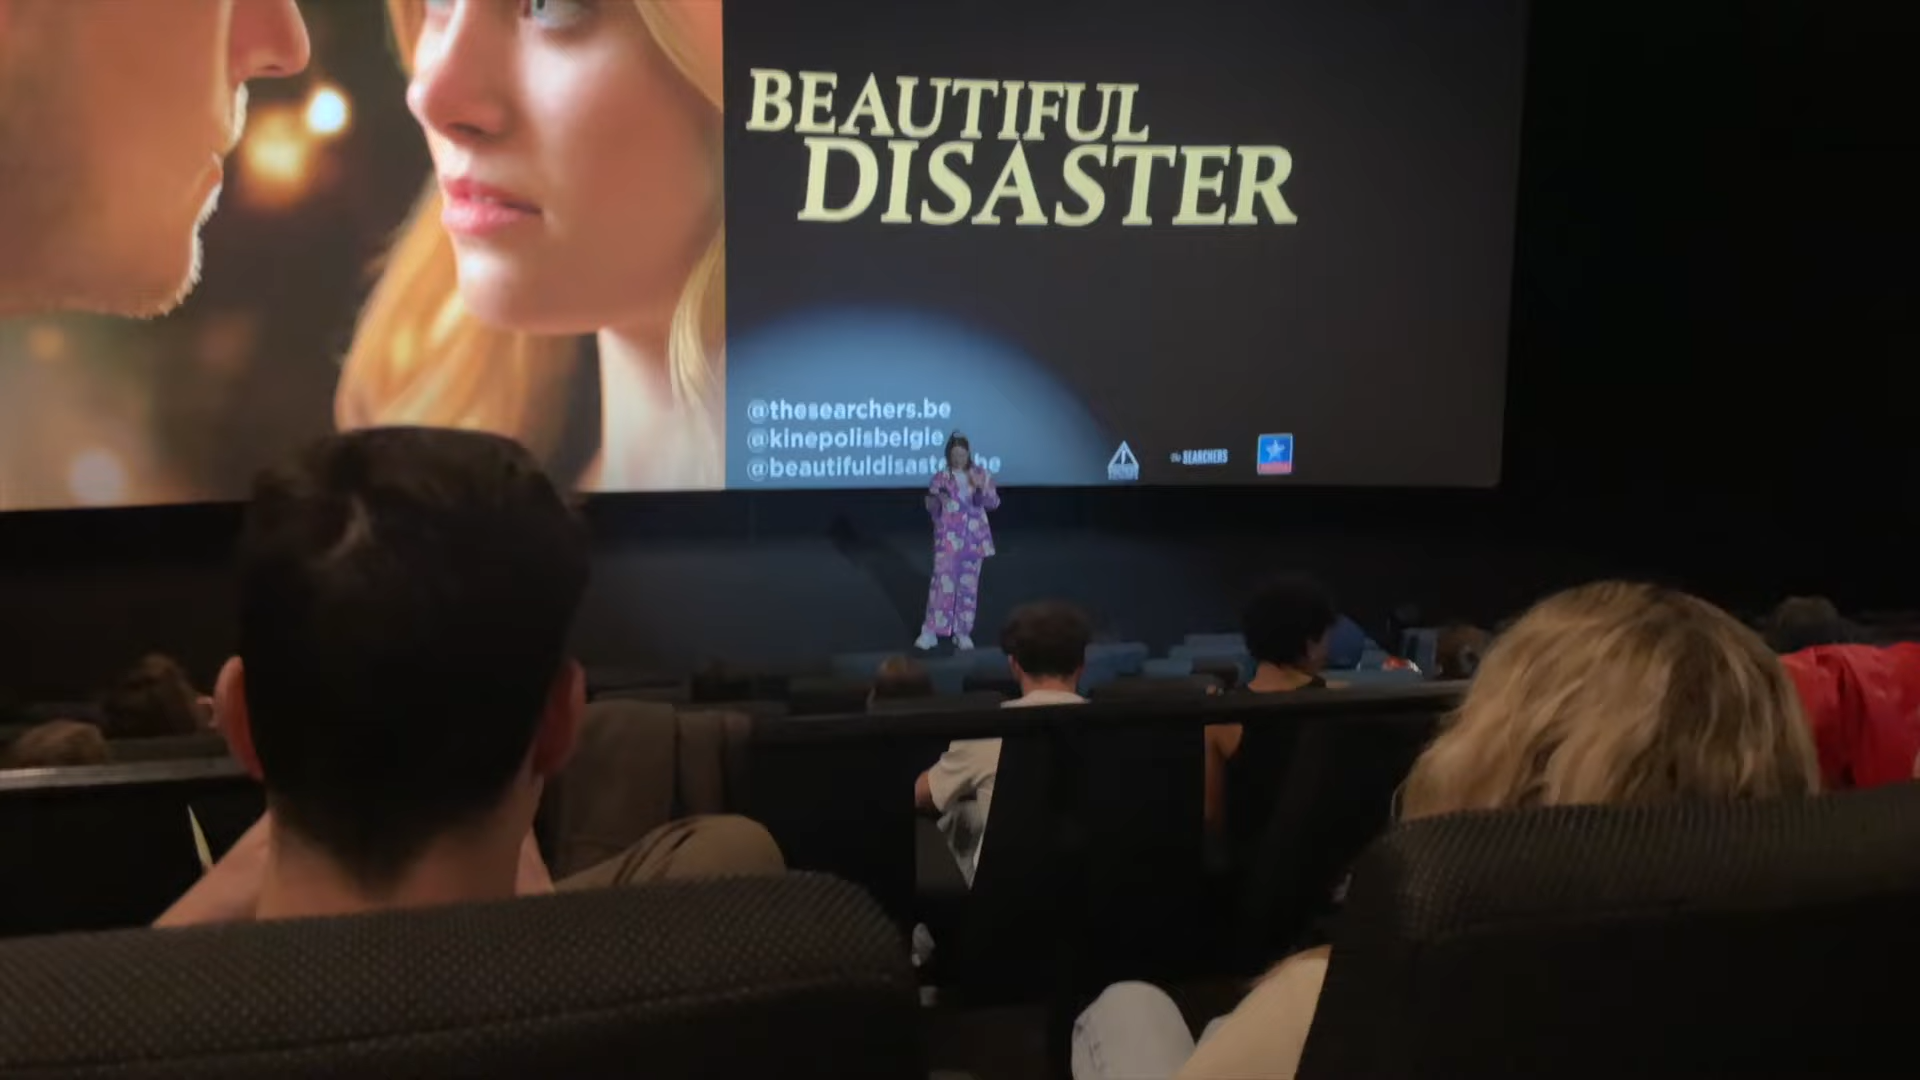 BEAUTIFUL
DISASTER
@thesearchers.be
@kinepolisbelgie
the SEARCHERS